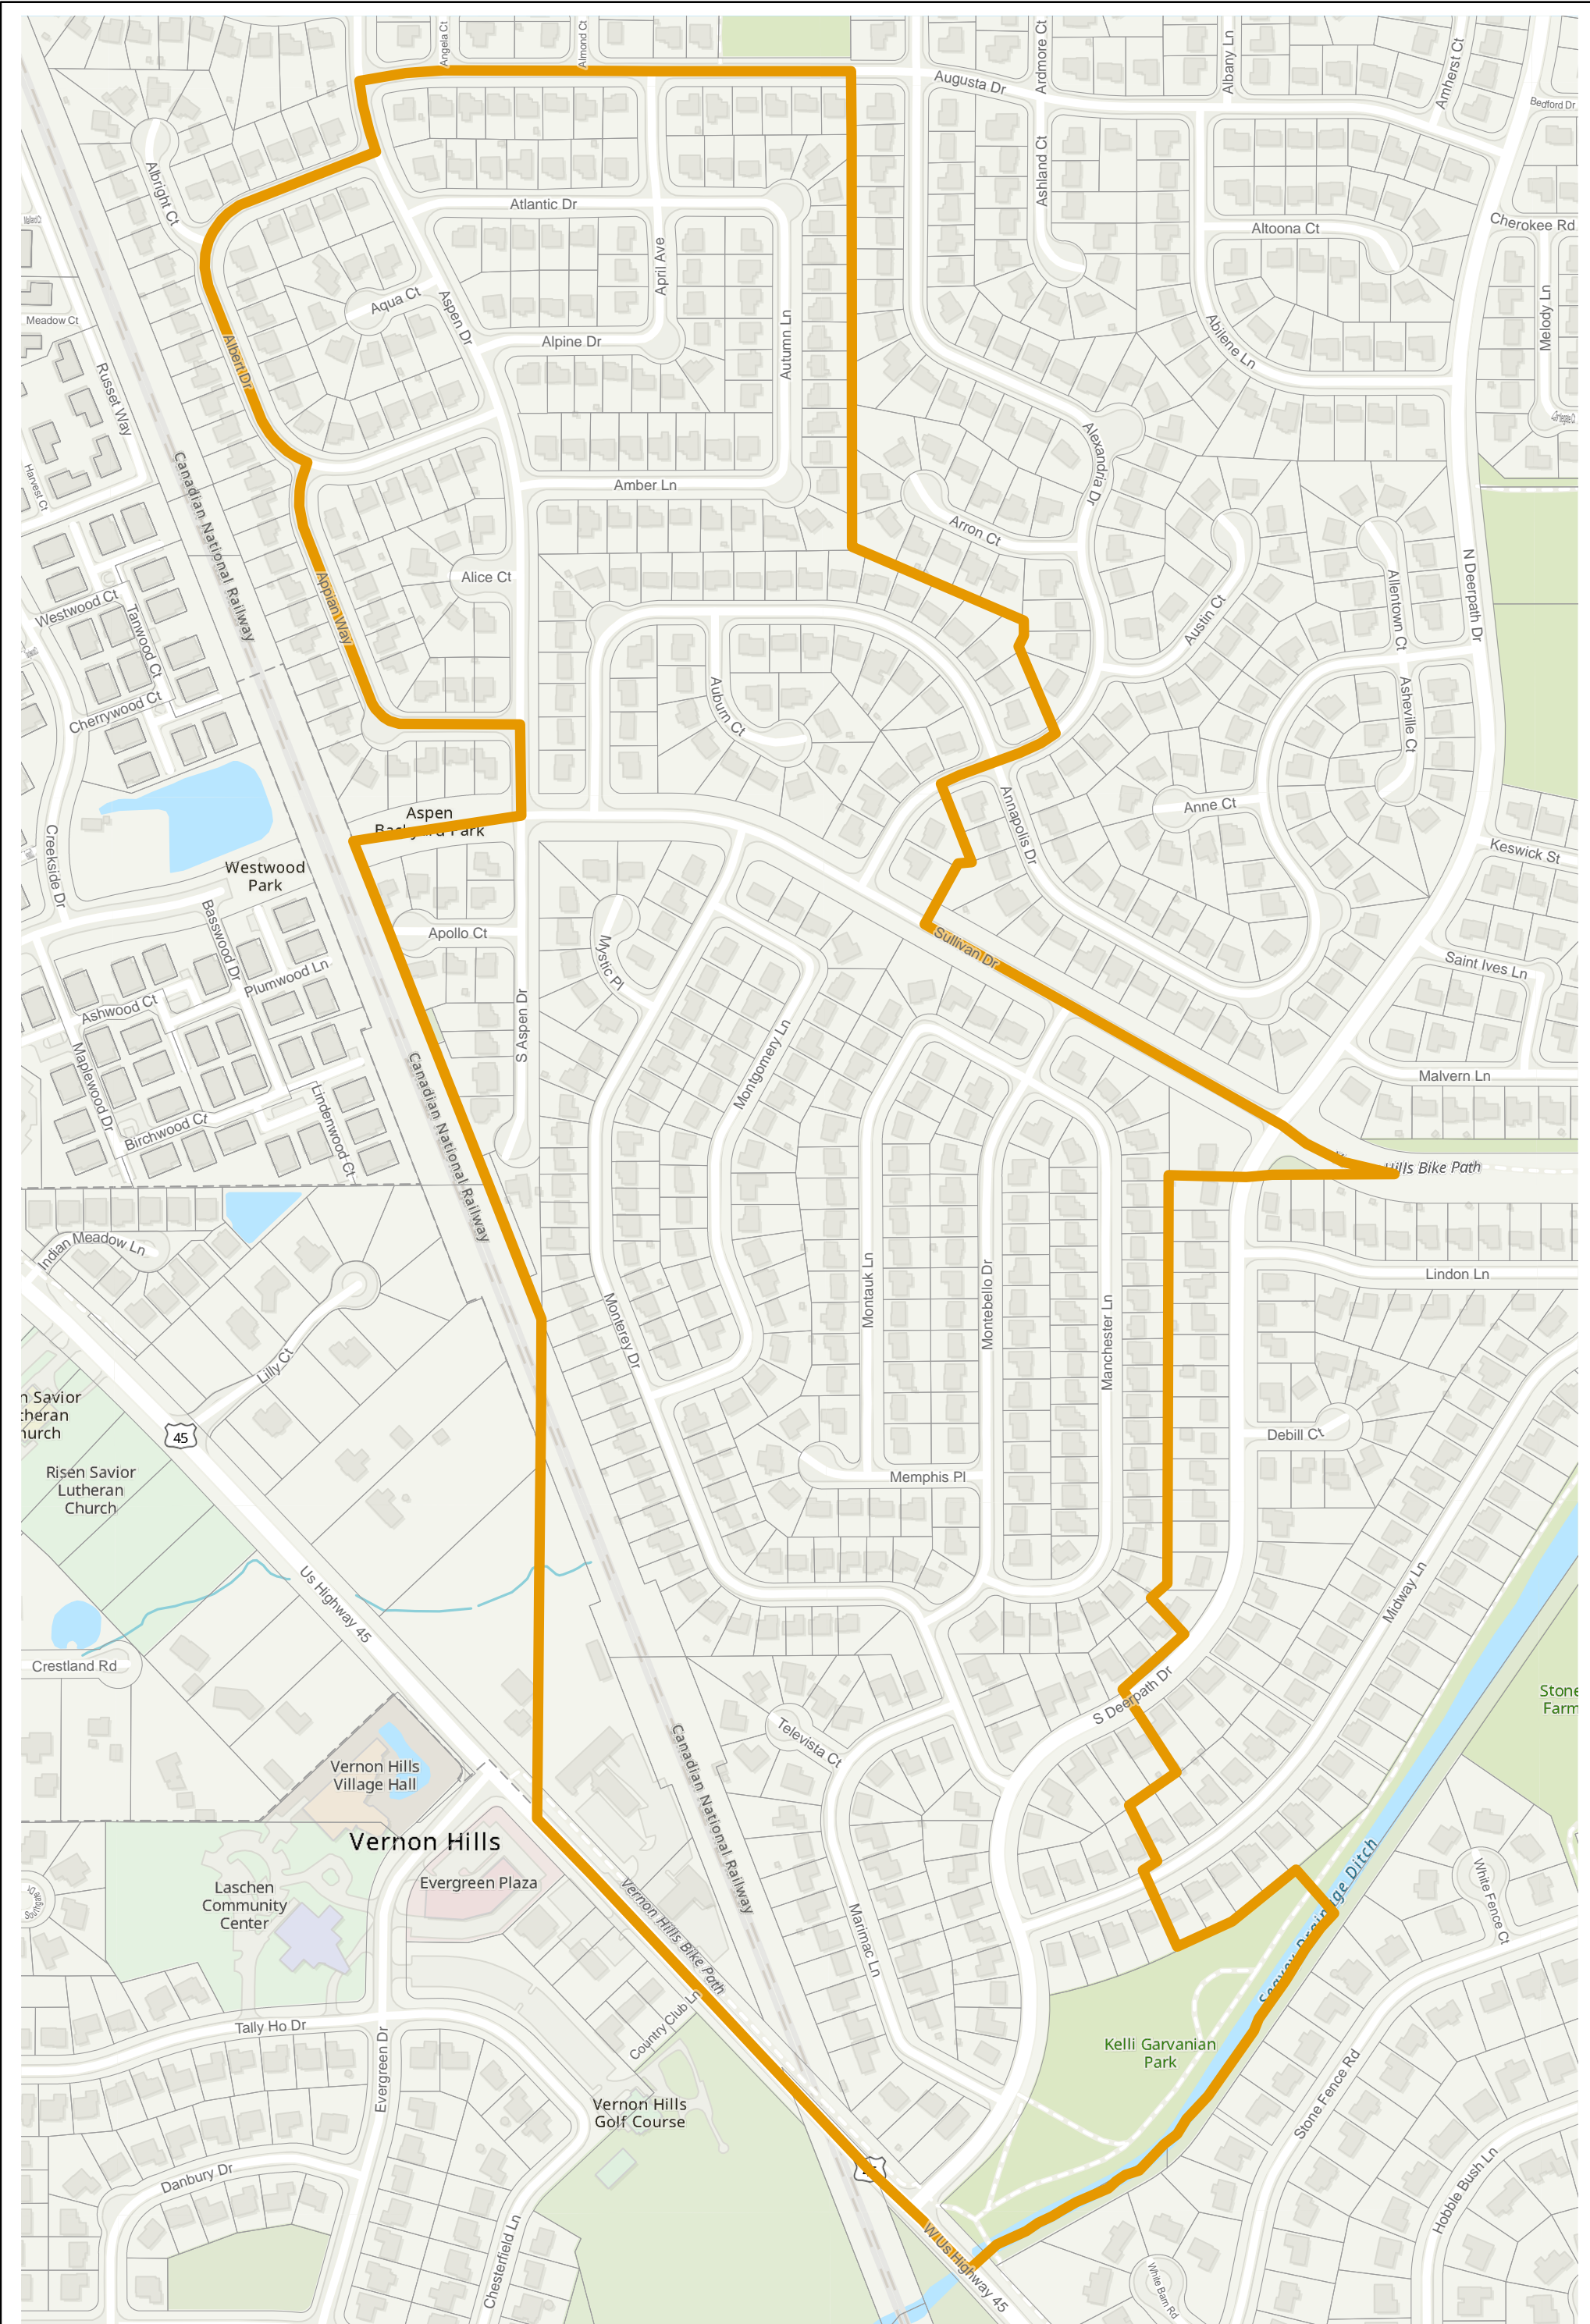 Angela Ct
Almond Ct
Ardmore Ct
Albany Ln
Amherst Ct
Augusta Dr
Bedford Dr
Albright Ct
Ashland Ct
Atlantic Dr
Cherokee Rd
Altoona Ct
April Ave
Aqua Ct
Aspen Dr
Meadow Ct
Alpine Dr
Autumn Ln
Abilene Ln
Melody Ln
Albert Dr
Russet Way
Alexandria Dr
Harvest Ct
Canadian National Railway
Amber Ln
Arron Ct
Alice Ct
N Deerpath Dr
Westwood Ct
Tanwood Ct
Appian Way
Austin Ct
Allentown Ct
Cherrywood Ct
Auburn Ct
Asheville Ct
Anne Ct
Aspen
Backyard Park
Annapolis Dr
Creekside Dr
Westwood
Park
Keswick St
Basswood Dr
Apollo Ct
Mystic Pl
Sullivan Dr
Saint Ives Ln
Plumwood Ln
Ashwood Ct
S Aspen Dr
Montgomery Ln
Maplewood Dr
Canadian National Railway
Malvern Ln
Birchwood Ct
Lindenwood Ct
Hills Bike Path
Indian Meadow Ln
Lindon Ln
Monterey Dr
Montauk Ln
Montebello Dr
Manchester Ln
Lilly Ct
n Savior
theran
hurch
45
Debill Ct
Risen Savior
Lutheran
Church
Memphis Pl
Us Highway 45
Midway Ln
Crestland Rd
S Deerpath Dr
Stone
Farm
Televista Ct
Canadian National Railway
Vernon Hills
Village Hall
Vernon Hills
Evergreen Plaza
Laschen
Community
Center
Vernon Hills Bike Path
Marimac Ln
Seavey Drainage Ditch
White Fence Ct
Country Club Ln
Tally Ho Dr
Evergreen Dr
Kelli Garvanian
Park
Stone Fence Rd
Vernon Hills
Golf Course
Danbury Dr
Hobble Bush Ln
Chesterfield Ln
W Us Highway 45
White Barn Rd